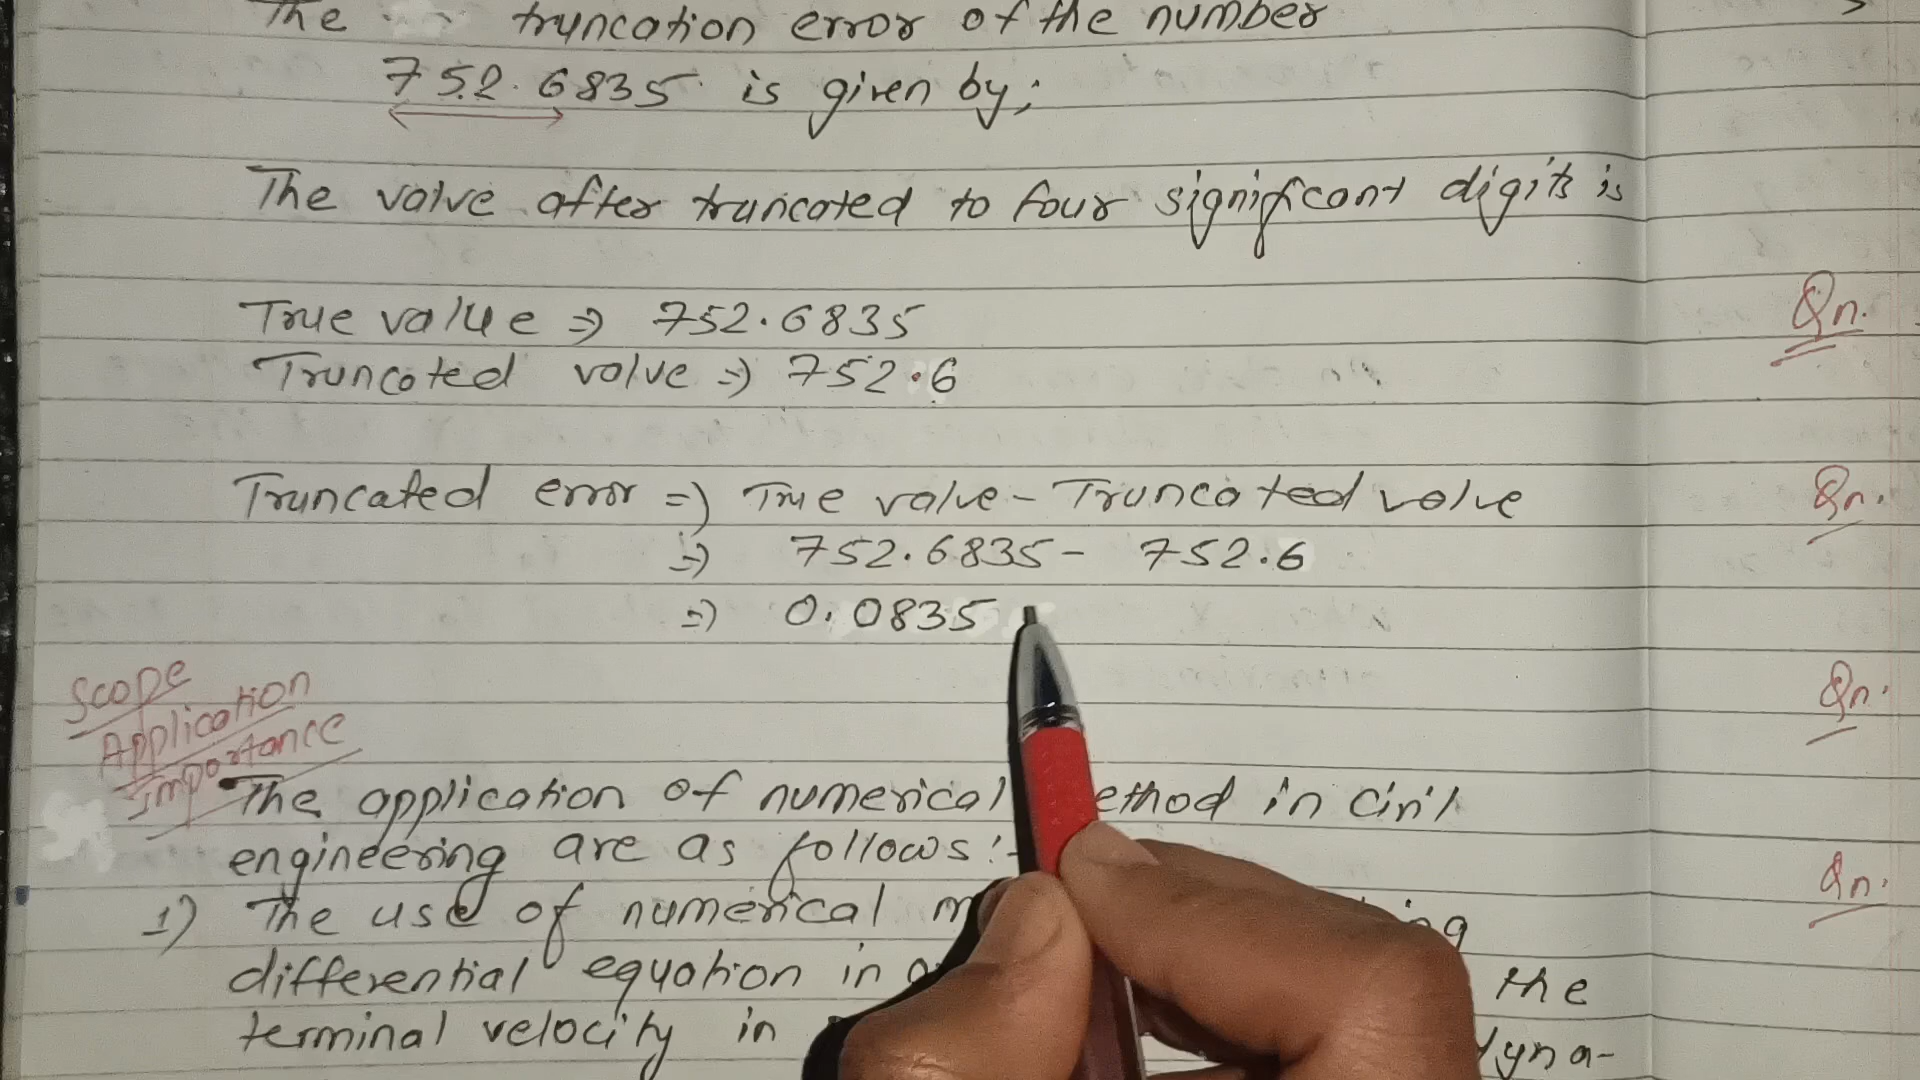 The truncation error of the number
752.6835 is given by;
The value after truncated to four significant digits is
True value => 752.6835
Truncated value => 752.6
Truncated error => True value - Truncated value
=> 752.6835 - 752.6
=> 0.0835
Scope
Application
Importance
The application of numerical ethod in Civil
engineering are as follows:-
1) The use of numerical m
differential equation in the
terminal velocity in dyna-
Qn.
Qn.
Qn.
Qn.